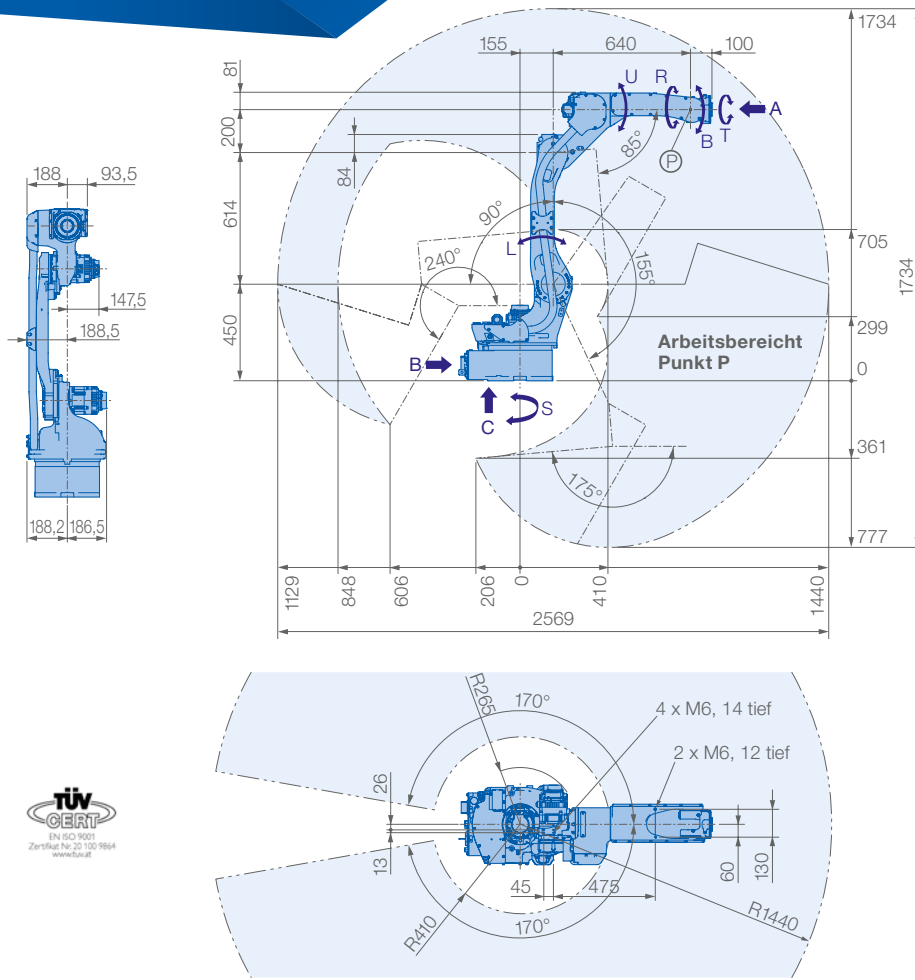 155
640
100
1734
81
200
84
614
450
U
R
A
B
T
P
85°
90°
L
240°
155°
705
1734
299
0
Arbeitsbereich
Punkt P
B
C
S
361
175°
777
188
93,5
147,5
188,5
188,2
186,5
1129
848
606
206
0
410
1440
2569
R265
170°
4 x M6, 14 tief
2 x M6, 12 tief
26
13
45
475
60
130
R410
170°
R1440
TÜV
CERT
EN ISO 9001
Zertifikat Nr. 20 100 9864
www.tuv.at